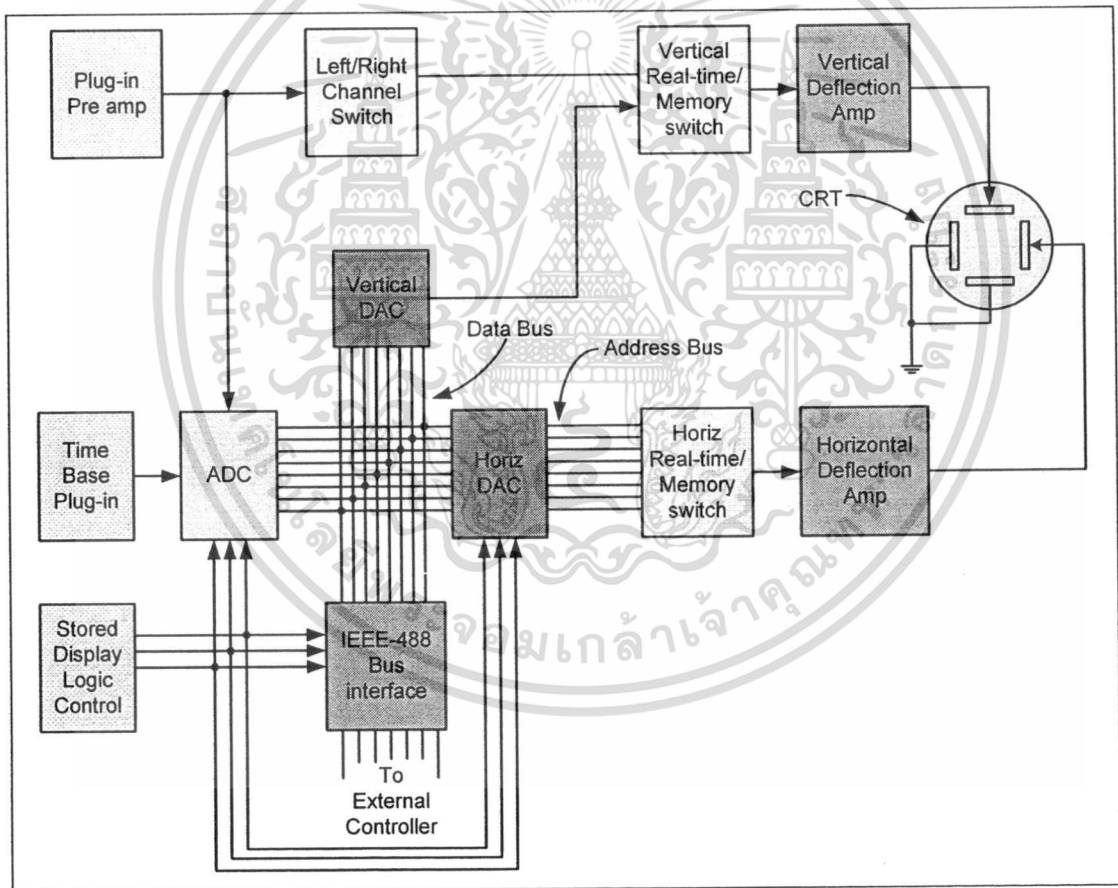 Plug-in
Pre amp
Left/Right
Channel
Switch
Vertical
Real-time/
Memory
switch
Vertical
Deflection
Amp
CRT
Vertical
DAC
Data Bus
Address Bus
Time
Base
Plug-in
ADC
Horiz
DAC
Horiz
Real-time/
Memory
switch
Horizontal
Deflection
Amp
Stored
Display
Logic
Control
IEEE-488
Bus
interface
To
External
Controller